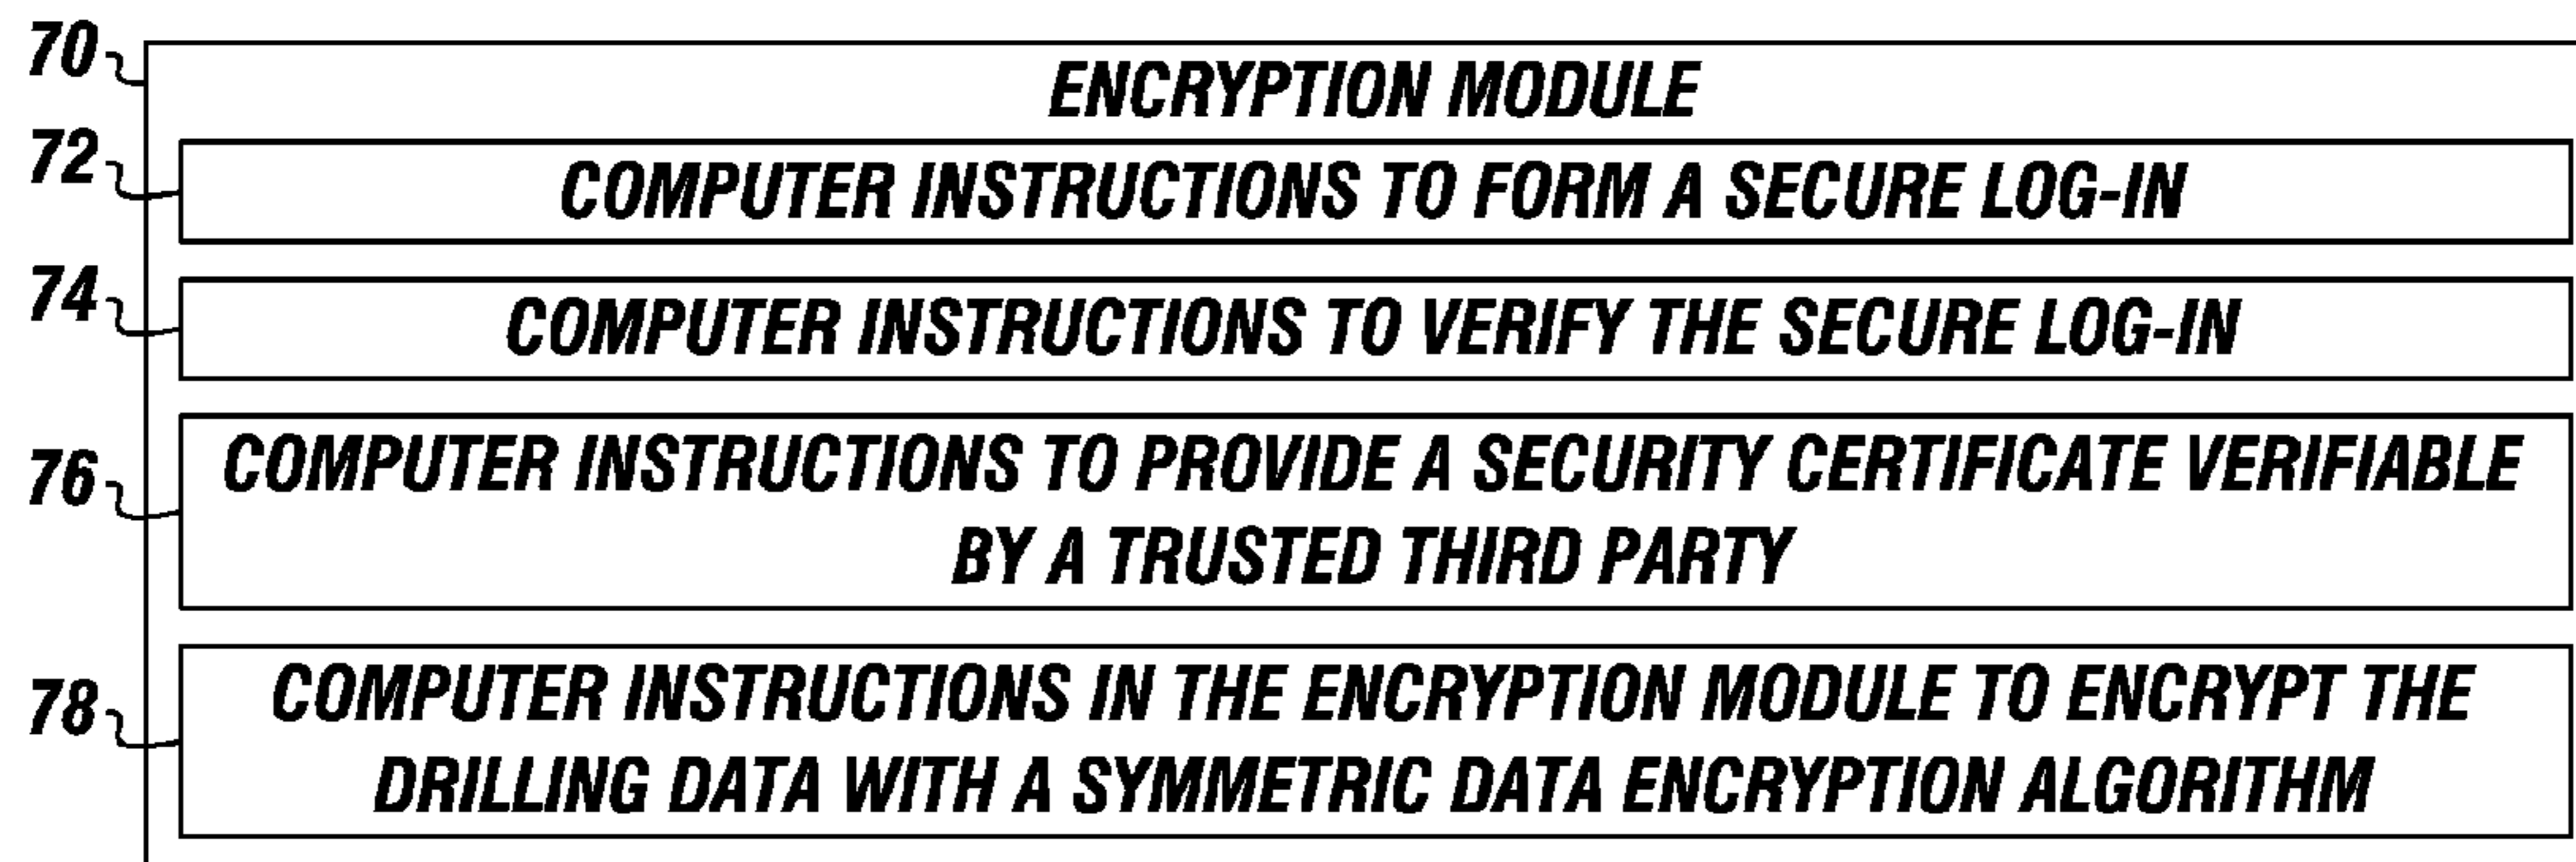 70
ENCRYPTION MODULE
72
COMPUTER INSTRUCTIONS TO FORM A SECURE LOG-IN
74
COMPUTER INSTRUCTIONS TO VERIFY THE SECURE LOG-IN
76
COMPUTER INSTRUCTIONS TO PROVIDE A SECURITY CERTIFICATE VERIFIABLE
BY A TRUSTED THIRD PARTY
78
COMPUTER INSTRUCTIONS IN THE ENCRYPTION MODULE TO ENCRYPT THE
DRILLING DATA WITH A SYMMETRIC DATA ENCRYPTION ALGORITHM